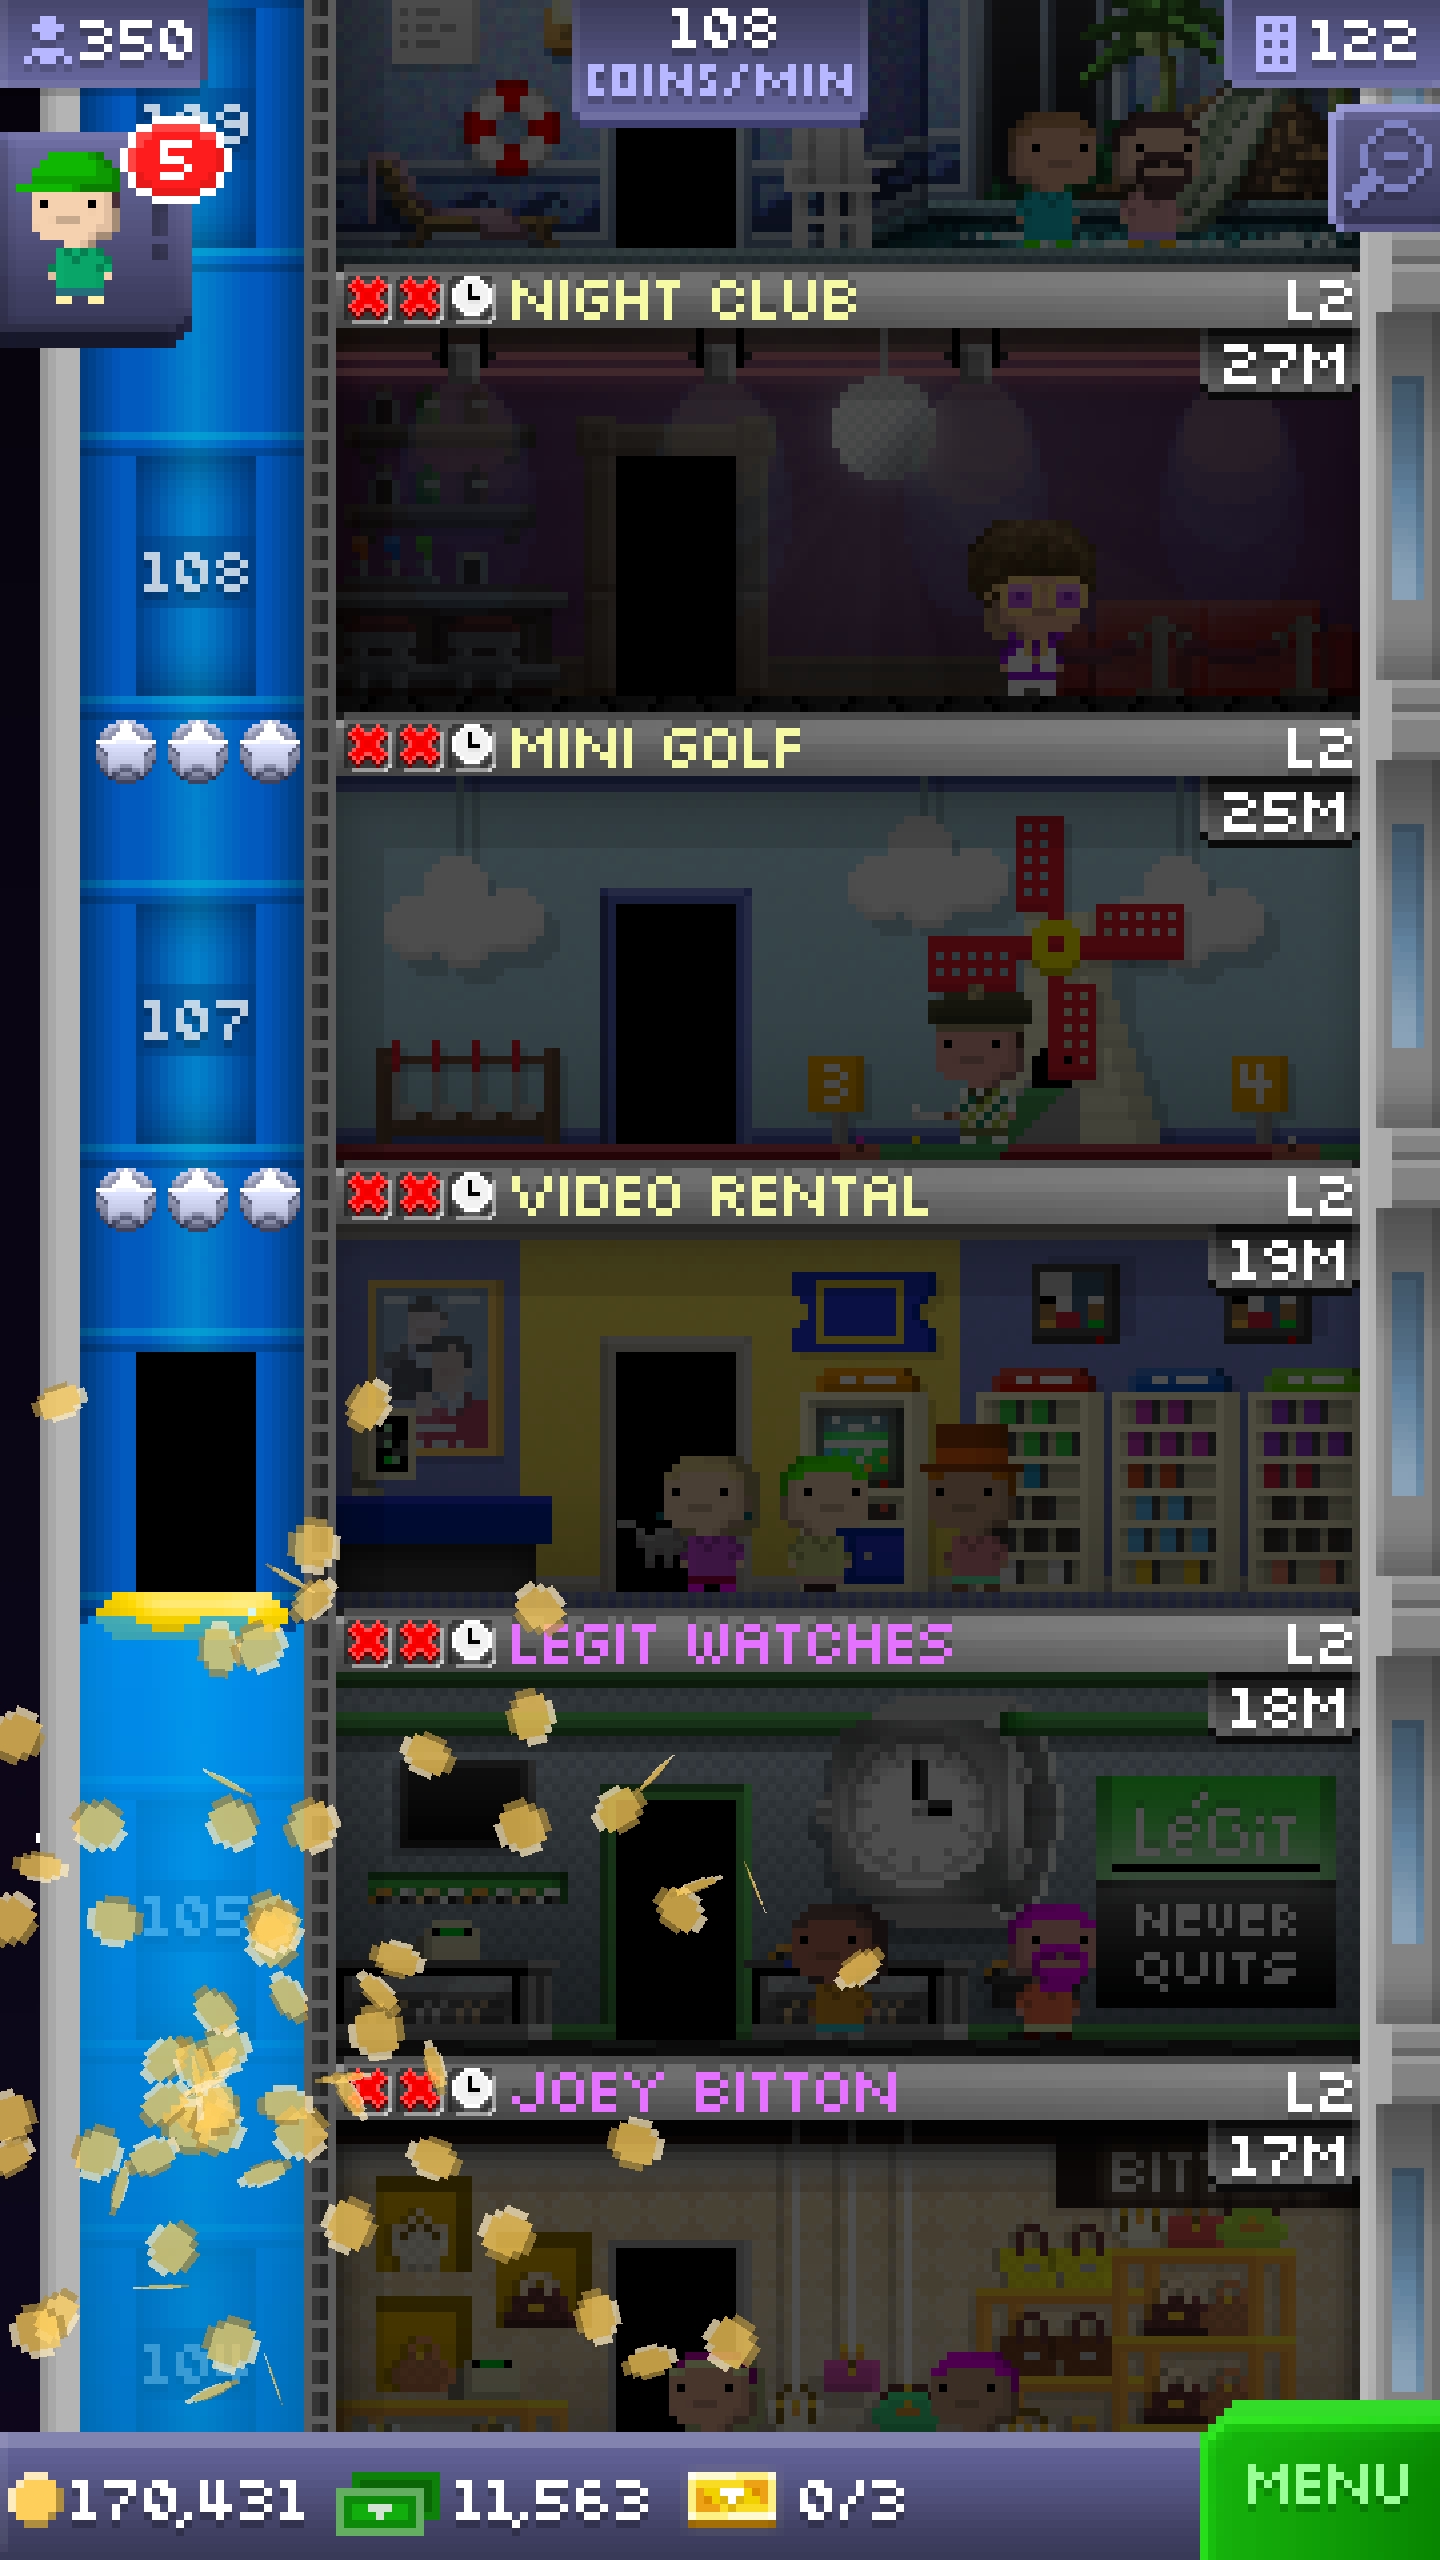 350
108
COINS/MIN
122
109
5
NIGHT CLUB
L2
27M
108
MINI GOLF
L2
25M
107
3
4
VIDEO RENTAL
L2
19M
LEGIT WATCHES
L2
18M
LéGiT
105
NEVER
QUITS
JOEY BITTON
L2
BIT
17M
170,431
11,563
0/3
MENU